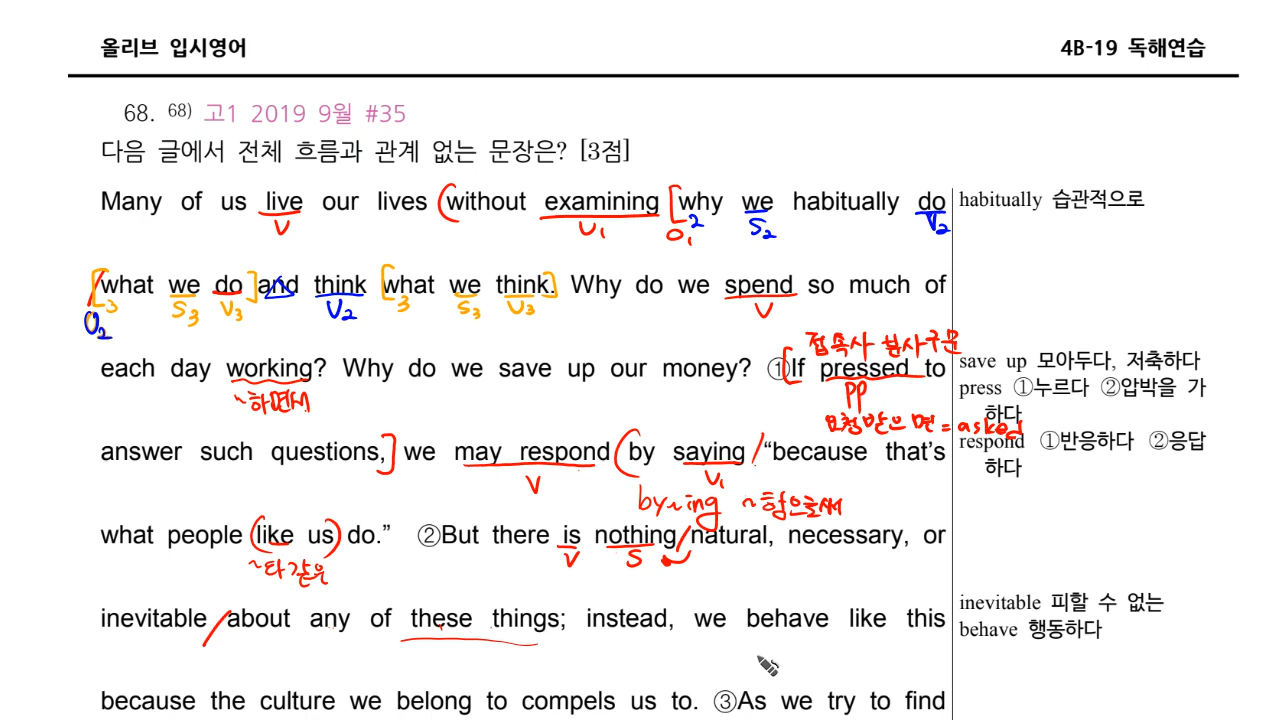 올리브 입시영어
4B-19 독해연습
68. 68) 고1 2019 9월 #35
다음 글에서 전체 흐름과 관계 없는 문장은? [3점]
Many of us live our lives (without examining [why we habitually do
V V₁ O₁ 2 S₂ V₂
habitually 습관적으로
[what we do] and think [what we think]. Why do we spend so much of
O₂ 3 S₃ V₃ V₂ 3 S₃ V₃ V
접속사 분사구문
each day working? Why do we save up our money? ①[If pressed to
~하면서
pp
요청받으면 = asked
save up 모아두다, 저축하다
press ①누르다 ②압박을 가
하다
answer such questions,] we may respond (by saying / “because that’s
V V₁
by ~ing ~함으로써
respond ①반응하다 ②응답
하다
what people (like us) do.” ②But there is nothing / natural, necessary, or
~와 같은
V S
inevitable / about any of these things; instead, we behave like this
inevitable 피할 수 없는
behave 행동하다
because the culture we belong to compels us to. ③As we try to find